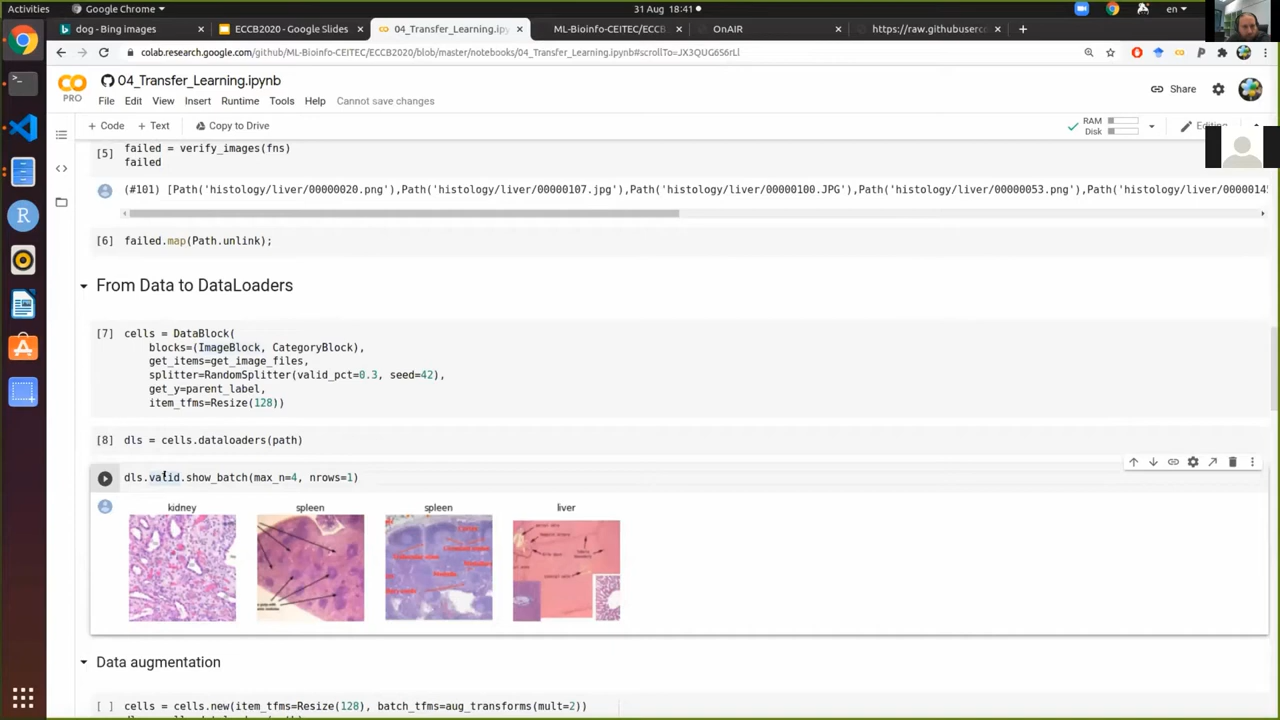 Activities
Google Chrome
31 Aug 18:41
en
dog - Bing images
ECCB2020 - Google Slides
04_Transfer_Learning.ipy
ML-Bioinfo-CEITEC/ECCB
OnAIR
https://raw.githubuserco
colab.research.google.com/github/ML-Bioinfo-CEITEC/ECCB2020/blob/master/notebooks/04_Transfer_Learning.ipynb#scrollTo=JX3QUG6S6rLl
PRO
04_Transfer_Learning.ipynb
File Edit View Insert Runtime Tools Help Cannot save changes
Share
+ Code + Text Copy to Drive
RAM
Disk
Editing
[5] failed = verify_images(fns)
failed
(#101) [Path('histology/liver/00000020.png'),Path('histology/liver/00000107.jpg'),Path('histology/liver/00000100.JPG'),Path('histology/liver/00000053.png'),Path('histology/liver/0000014
[6] failed.map(Path.unlink);
From Data to DataLoaders
[7] cells = DataBlock(
blocks=(ImageBlock, CategoryBlock),
get_items=get_image_files,
splitter=RandomSplitter(valid_pct=0.3, seed=42),
get_y=parent_label,
item_tfms=Resize(128))
[8] dls = cells.dataloaders(path)
dls.valid.show_batch(max_n=4, nrows=1)
kidney spleen spleen liver
Data augmentation
[ ] cells = cells.new(item_tfms=Resize(128), batch_tfms=aug_transforms(mult=2))